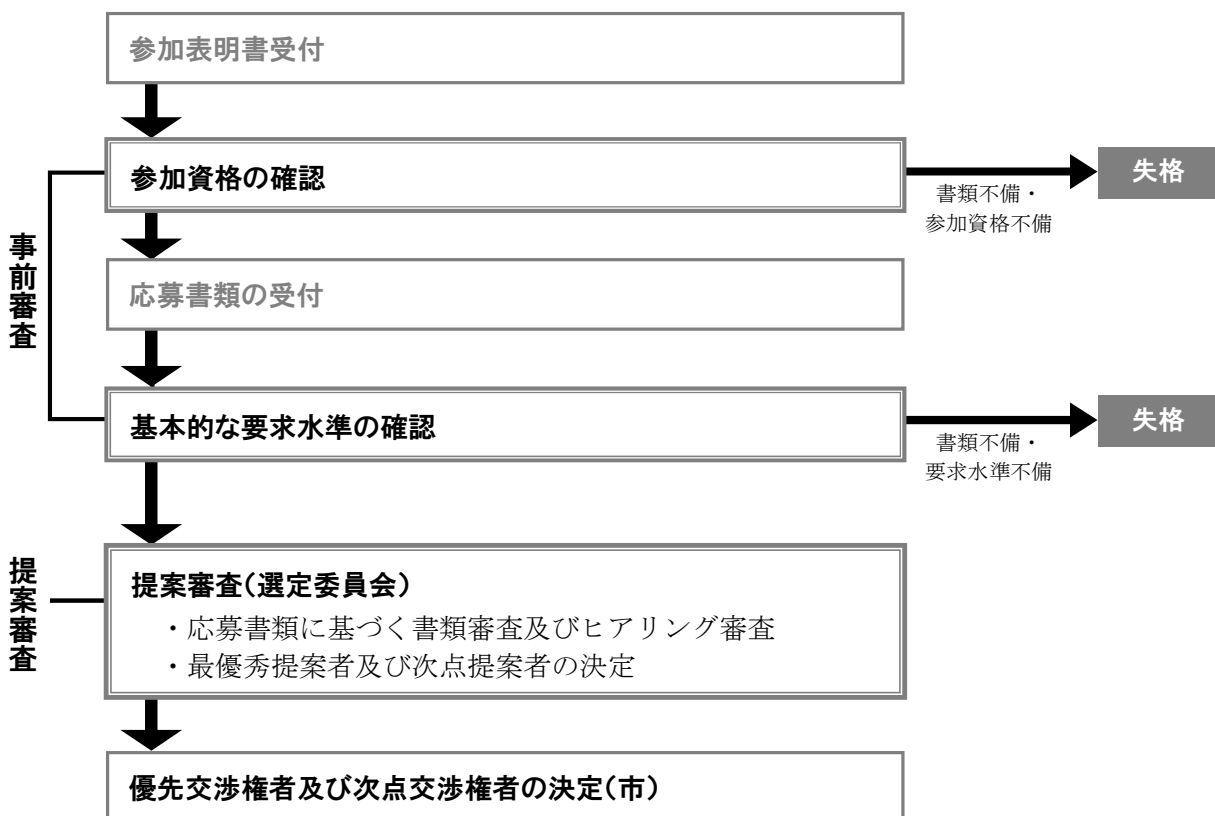 参加表明書受付
参加資格の確認
失格
書類不備・
参加資格不備
事前審査
応募書類の受付
基本的な要求水準の確認
失格
書類不備・
要求水準不備
提案審査
提案審査(選定委員会)
・応募書類に基づく書類審査及びヒアリング審査
・最優秀提案者及び次点提案者の決定
優先交渉権者及び次点交渉権者の決定(市)